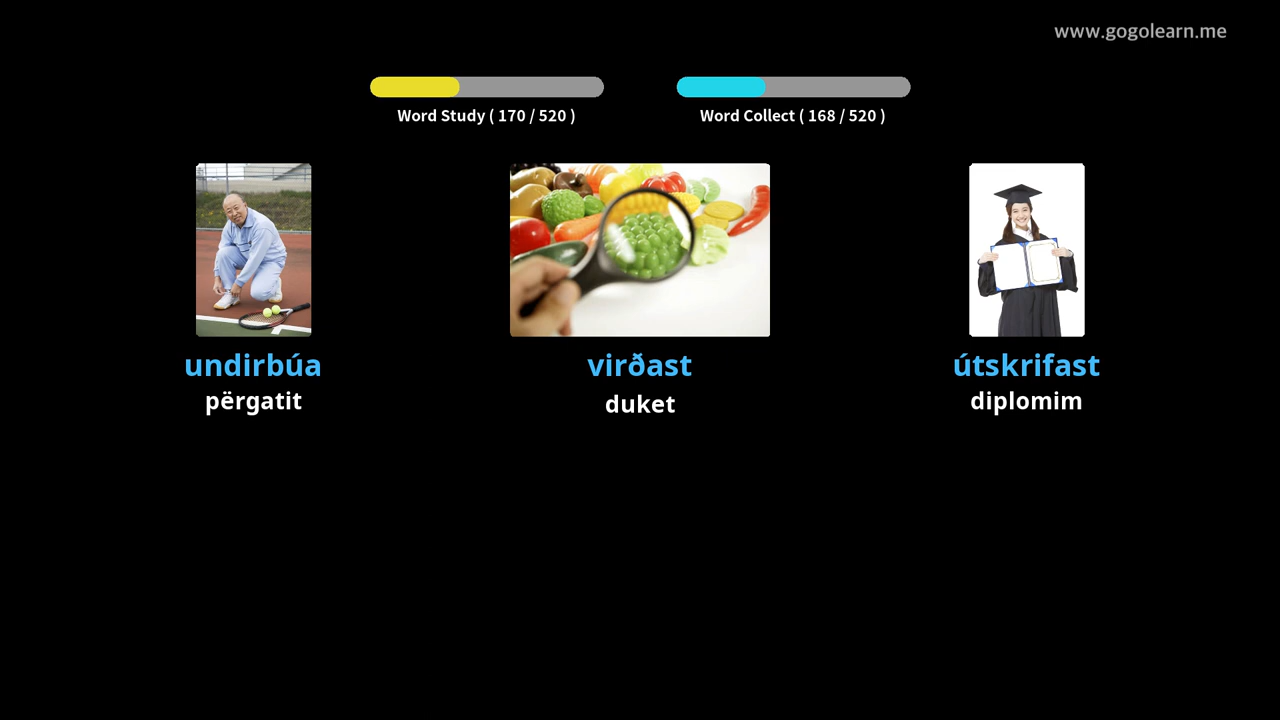 www.gogolearn.me
Word Study ( 170 / 520 )
Word Collect ( 168 / 520 )
undirbúa
përgatit
virðast
duket
útskrifast
diplomim